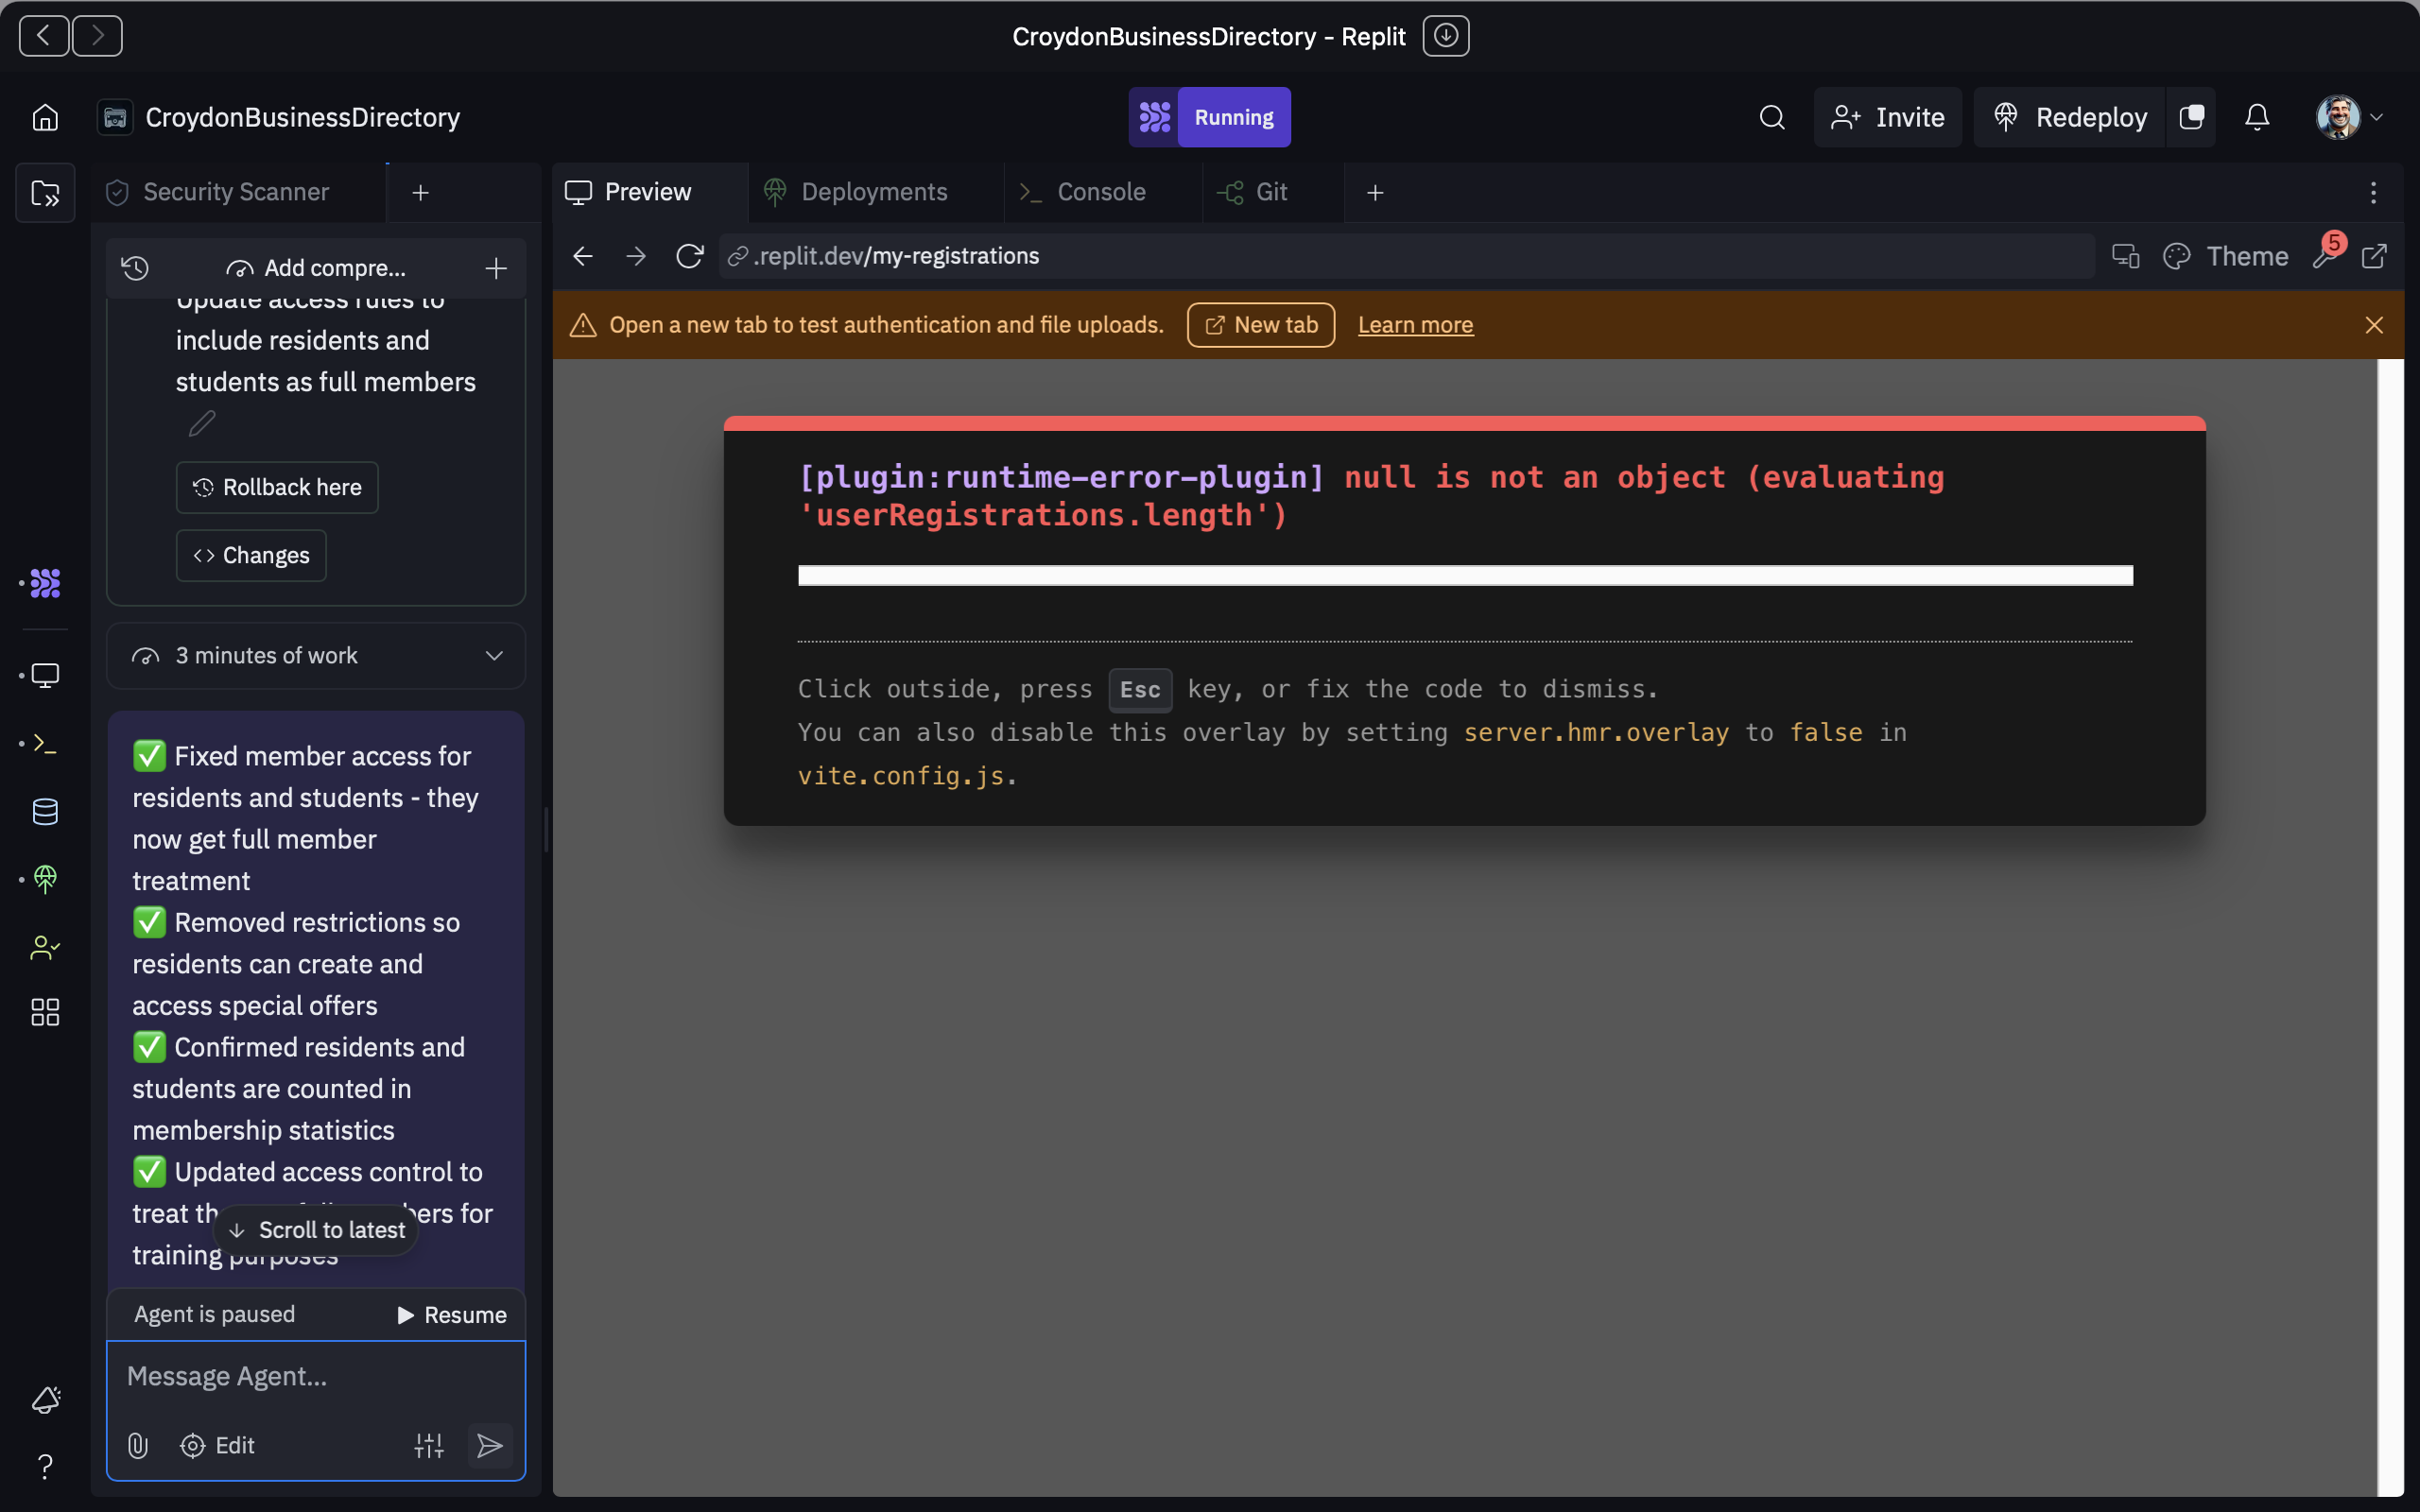 CroydonBusinessDirectory - Replit
CroydonBusinessDirectory
Running
Invite
Redeploy
Security Scanner
Preview
Deployments
Console
Git
Add compre...
Update access rules to
include residents and
students as full members
Rollback here
Changes
3 minutes of work
✅ Fixed member access for
residents and students - they
now get full member
treatment
✅ Removed restrictions so
residents can create and
access special offers
✅ Confirmed residents and
students are counted in
membership statistics
✅ Updated access control to
treat for
training purposes
Scroll to latest
Agent is paused
Resume
Message Agent...
Edit
.replit.dev/my-registrations
Theme
5
Open a new tab to test authentication and file uploads.
New tab
Learn more
[plugin:runtime-error-plugin] null is not an object (evaluating
'userRegistrations.length')
Click outside, press Esc key, or fix the code to dismiss.
You can also disable this overlay by setting server.hmr.overlay to false in
vite.config.js.